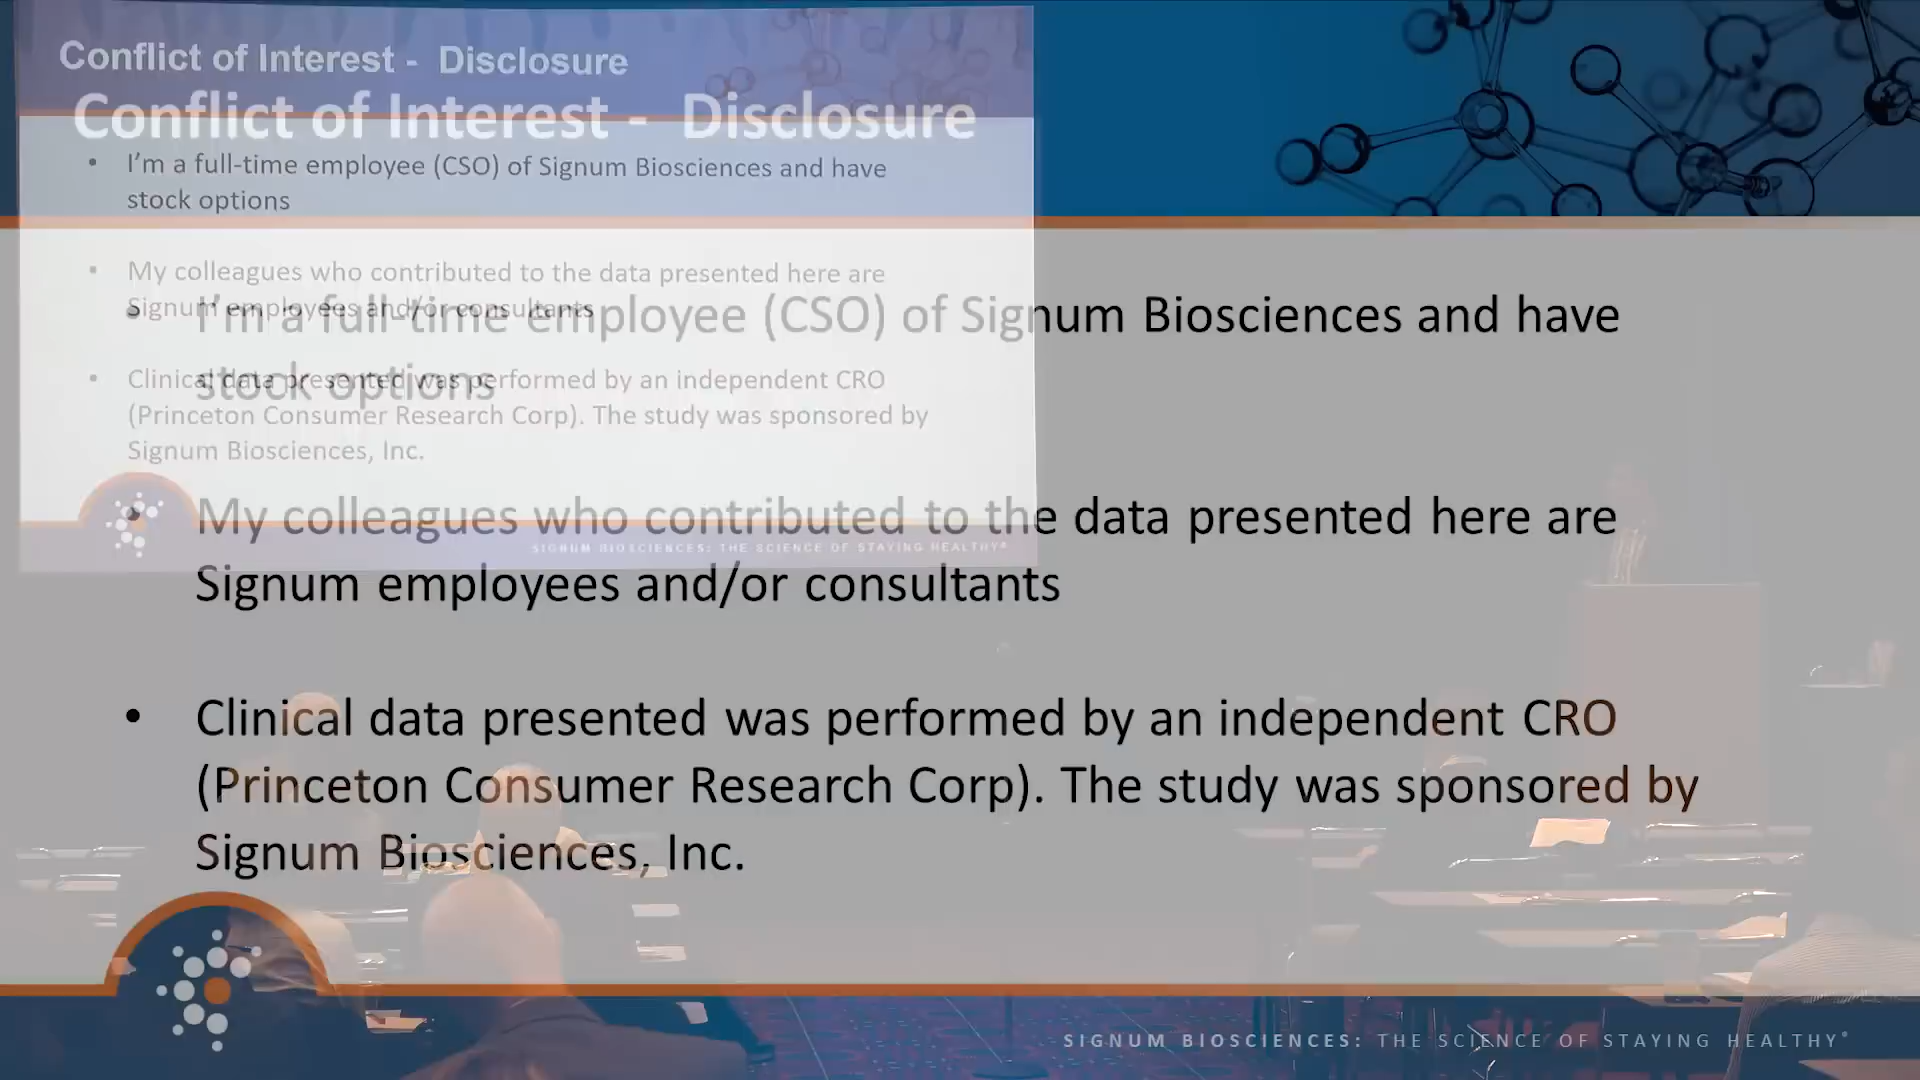 Conflict of Interest - Disclosure
• I’m a full-time employee (CSO) of Signum Biosciences and have
stock options
• My colleagues who contributed to the data presented here are
Signum employees and/or consultants
• Clinical data presented was performed by an independent CRO
(Princeton Consumer Research Corp). The study was sponsored by
Signum Biosciences, Inc.
SIGNUM BIOSCIENCES: THE SCIENCE OF STAYING HEALTHY®
Conflict of Interest - Disclosure
• I’m a full-time employee (CSO) of Signum Biosciences and have
stock options
• My colleagues who contributed to the data presented here are
Signum employees and/or consultants
• Clinical data presented was performed by an independent CRO
(Princeton Consumer Research Corp). The study was sponsored by
Signum Biosciences, Inc.
SIGNUM BIOSCIENCES: THE SCIENCE OF STAYING HEALTHY®